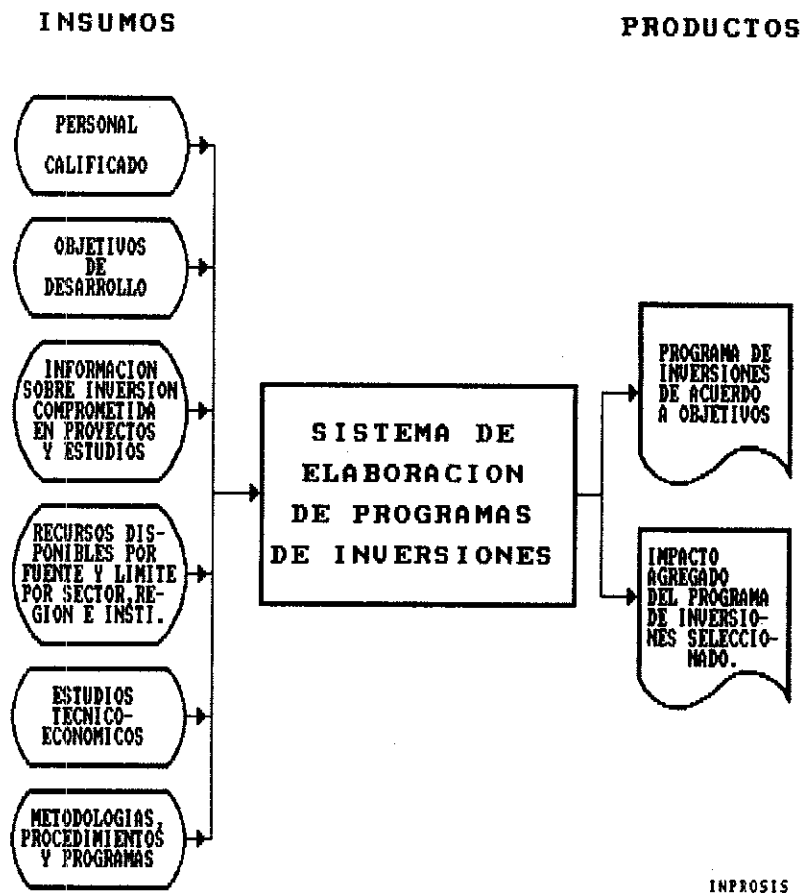 INSUMOS
PRODUCTOS
PERSONAL
CALIFICADO
OBJETIVOS
DE
DESARROLLO
INFORMACION
SOBRE INVERSION
COMPROMETIDA
EN PROYECTOS
Y ESTUDIOS
RECURSOS DIS-
PONIBLES POR
FUENTE Y LIMITE
POR SECTOR,RE-
GION E INSTI.
ESTUDIOS
TECNICO-
ECONOMICOS
METODOLOGIAS,
PROCEDIMIENTOS
Y PROGRAMAS
SISTEMA DE
ELABORACION
DE PROGRAMAS
DE INVERSIONES
PROGRAMA DE
INVERSIONES
DE ACUERDO
A OBJETIVOS
IMPACTO
AGREGADO
DEL PROGRAMA
DE INVERSIO-
NES SELECCIO-
NADO.
INPROSIS